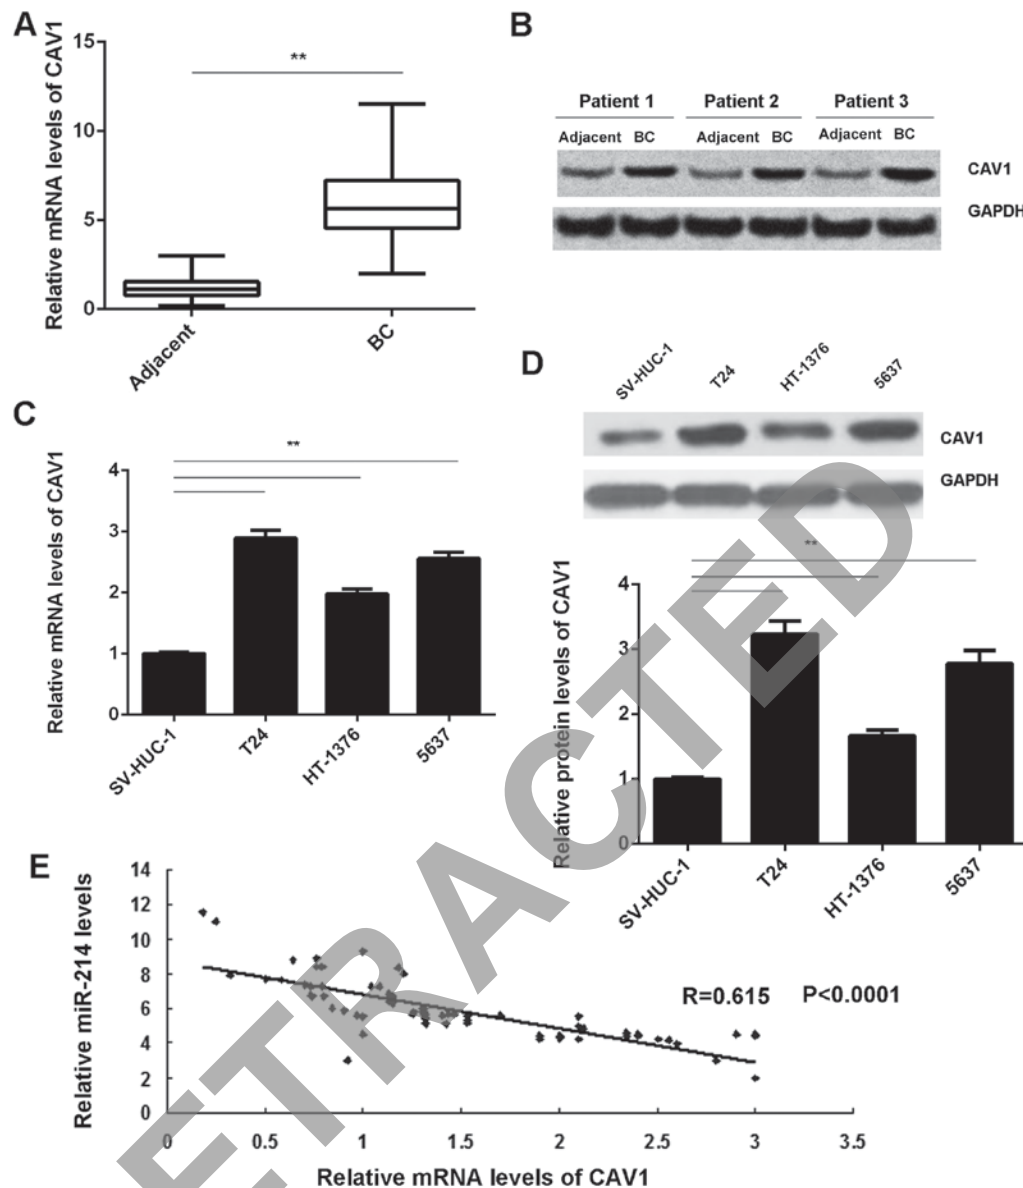 A
Relative mRNA levels of CAV1
15
10
5
0
**
Adjacent
BC
B
Patient 1 Patient 2 Patient 3
Adjacent BC Adjacent BC Adjacent BC
CAV1
GAPDH
C
Relative mRNA levels of CAV1
4
3
2
1
0
**
SV-HUC-1
T24
HT-1376
5637
D
SV-HUC-1
T24
HT-1376
5637
CAV1
GAPDH
Relative protein levels of CAV1
4
3
2
1
0
**
SV-HUC-1
T24
HT-1376
5637
E
Relative miR-214 levels
14
12
10
8
6
4
2
0
R=0.615 P<0.0001
0 0.5 1 1.5 2 2.5 3 3.5
Relative mRNA levels of CAV1
ETRACTED